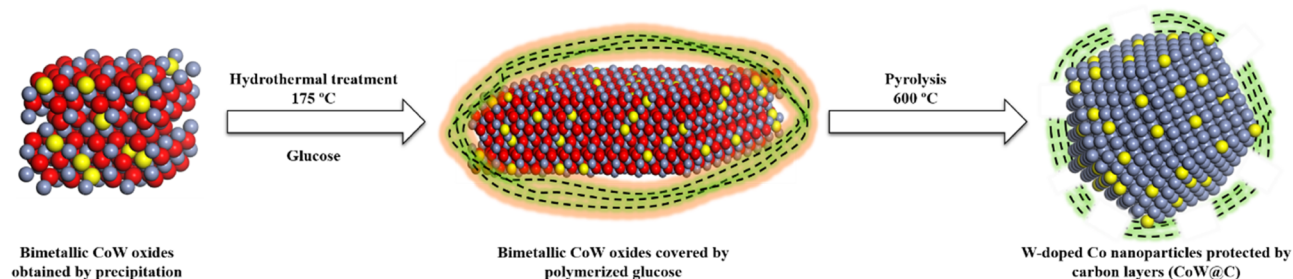 Hydrothermal treatment
175 ºC
Glucose
Pyrolysis
600 ºC
Bimetallic CoW oxides
obtained by precipitation
Bimetallic CoW oxides covered by
polymerized glucose
W-doped Co nanoparticles protected by
carbon layers (CoW@C)